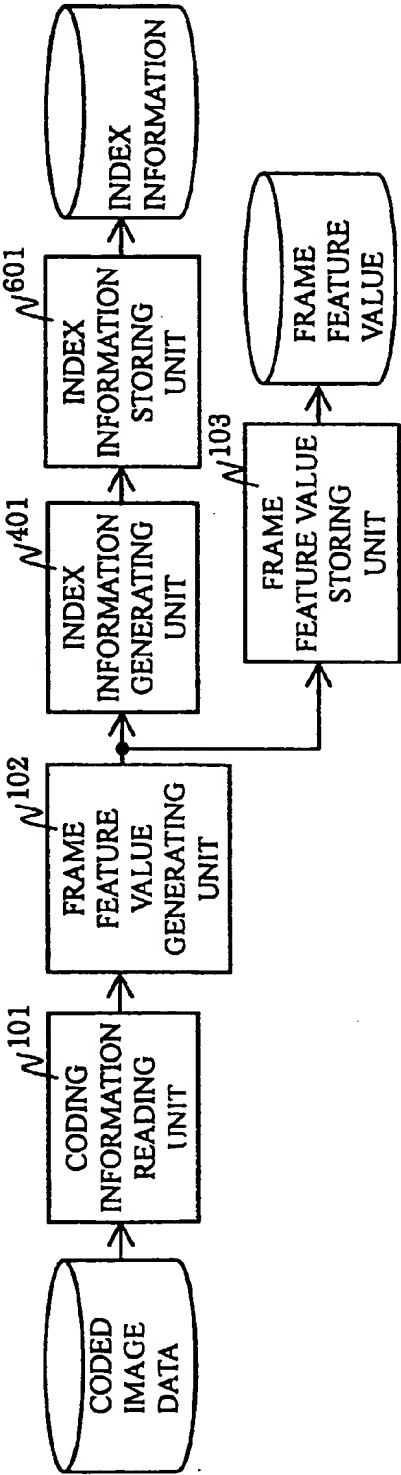 CODED
IMAGE
DATA
101
CODING
INFORMATION
READING
UNIT
102
FRAME
FEATURE
VALUE
GENERATING
UNIT
401
INDEX
INFORMATION
GENERATING
UNIT
601
INDEX
INFORMATION
STORING
UNIT
INDEX
INFORMATION
103
FRAME
FEATURE VALUE
STORING
UNIT
FRAME
FEATURE
VALUE